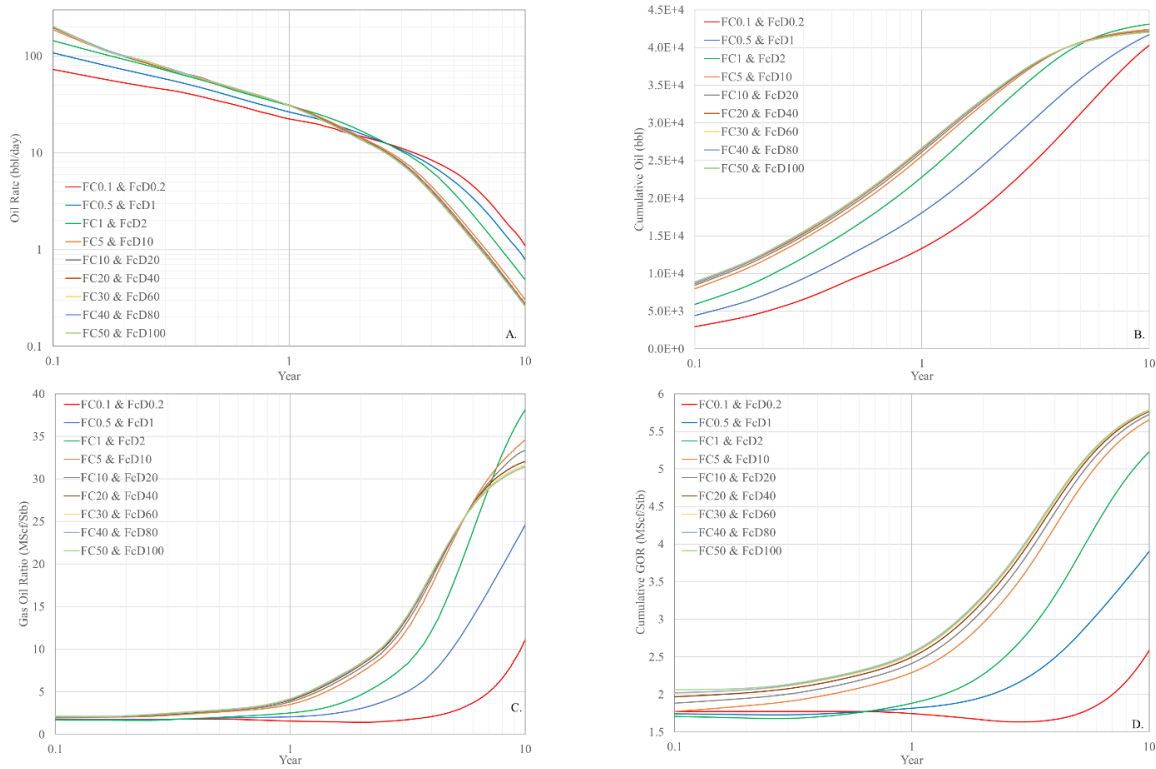 100
10
1
0.1
Oil Rate (bbl/day)
FC0.1 & FcD0.2
FC0.5 & FcD1
FC1 & FcD2
FC5 & FcD10
FC10 & FcD20
FC20 & FcD40
FC30 & FcD60
FC40 & FcD80
FC50 & FcD100
A.
0.1 1 10
Year
4.5E+4
4.0E+4
3.5E+4
3.0E+4
2.5E+4
2.0E+4
1.5E+4
1.0E+4
5.0E+3
0.0E+0
Cumulative Oil (bbl)
FC0.1 & FcD0.2
FC0.5 & FcD1
FC1 & FcD2
FC5 & FcD10
FC10 & FcD20
FC20 & FcD40
FC30 & FcD60
FC40 & FcD80
FC50 & FcD100
B.
0.1 1 10
Year
40
35
30
25
20
15
10
5
0
Gas Oil Ratio (MScf/Stb)
FC0.1 & FcD0.2
FC0.5 & FcD1
FC1 & FcD2
FC5 & FcD10
FC10 & FcD20
FC20 & FcD40
FC30 & FcD60
FC40 & FcD80
FC50 & FcD100
C.
0.1 1 10
Year
6
5.5
5
4.5
4
3.5
3
2.5
2
1.5
Cumulative GOR (MScf/Stb)
FC0.1 & FcD0.2
FC0.5 & FcD1
FC1 & FcD2
FC5 & FcD10
FC10 & FcD20
FC20 & FcD40
FC30 & FcD60
FC40 & FcD80
FC50 & FcD100
D.
0.1 1 10
Year